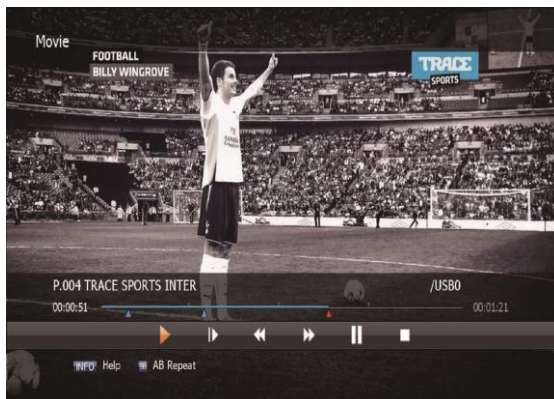 Movie
FOOTBALL
BILLY WINGROVE
TRACE
SPORTS
P.004 TRACE SPORTS INTER
/USB0
00:00:51
00:01:21
INFO Help
AB Repeat